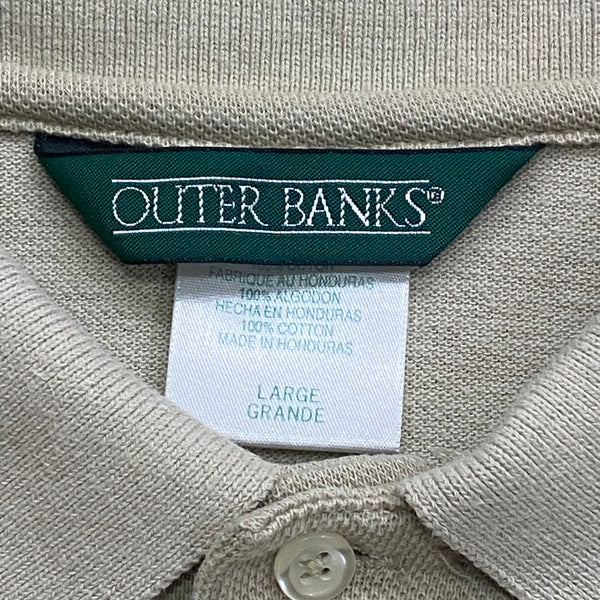 OUTER BANKS®
FABRIQUE AU HONDURAS
100% ALGODON
HECHA EN HONDURAS
100% COTTON
MADE IN HONDURAS
LARGE
GRANDE